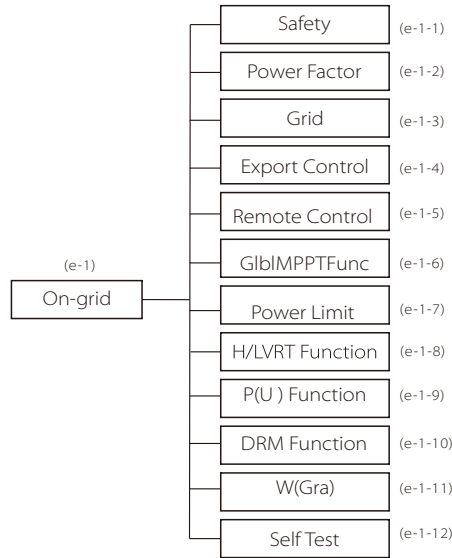 Safety (e-1-1)
Power Factor (e-1-2)
Grid (e-1-3)
Export Control (e-1-4)
Remote Control (e-1-5)
(e-1)
GlblMPPTFunc (e-1-6)
On-grid
Power Limit (e-1-7)
H/LVRT Function (e-1-8)
P(U ) Function (e-1-9)
DRM Function (e-1-10)
W(Gra) (e-1-11)
Self Test (e-1-12)